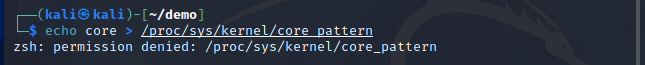 ┌──(kali㉿kali)-[~/demo]
└─$ echo core > /proc/sys/kernel/core_pattern
zsh: permission denied: /proc/sys/kernel/core_pattern